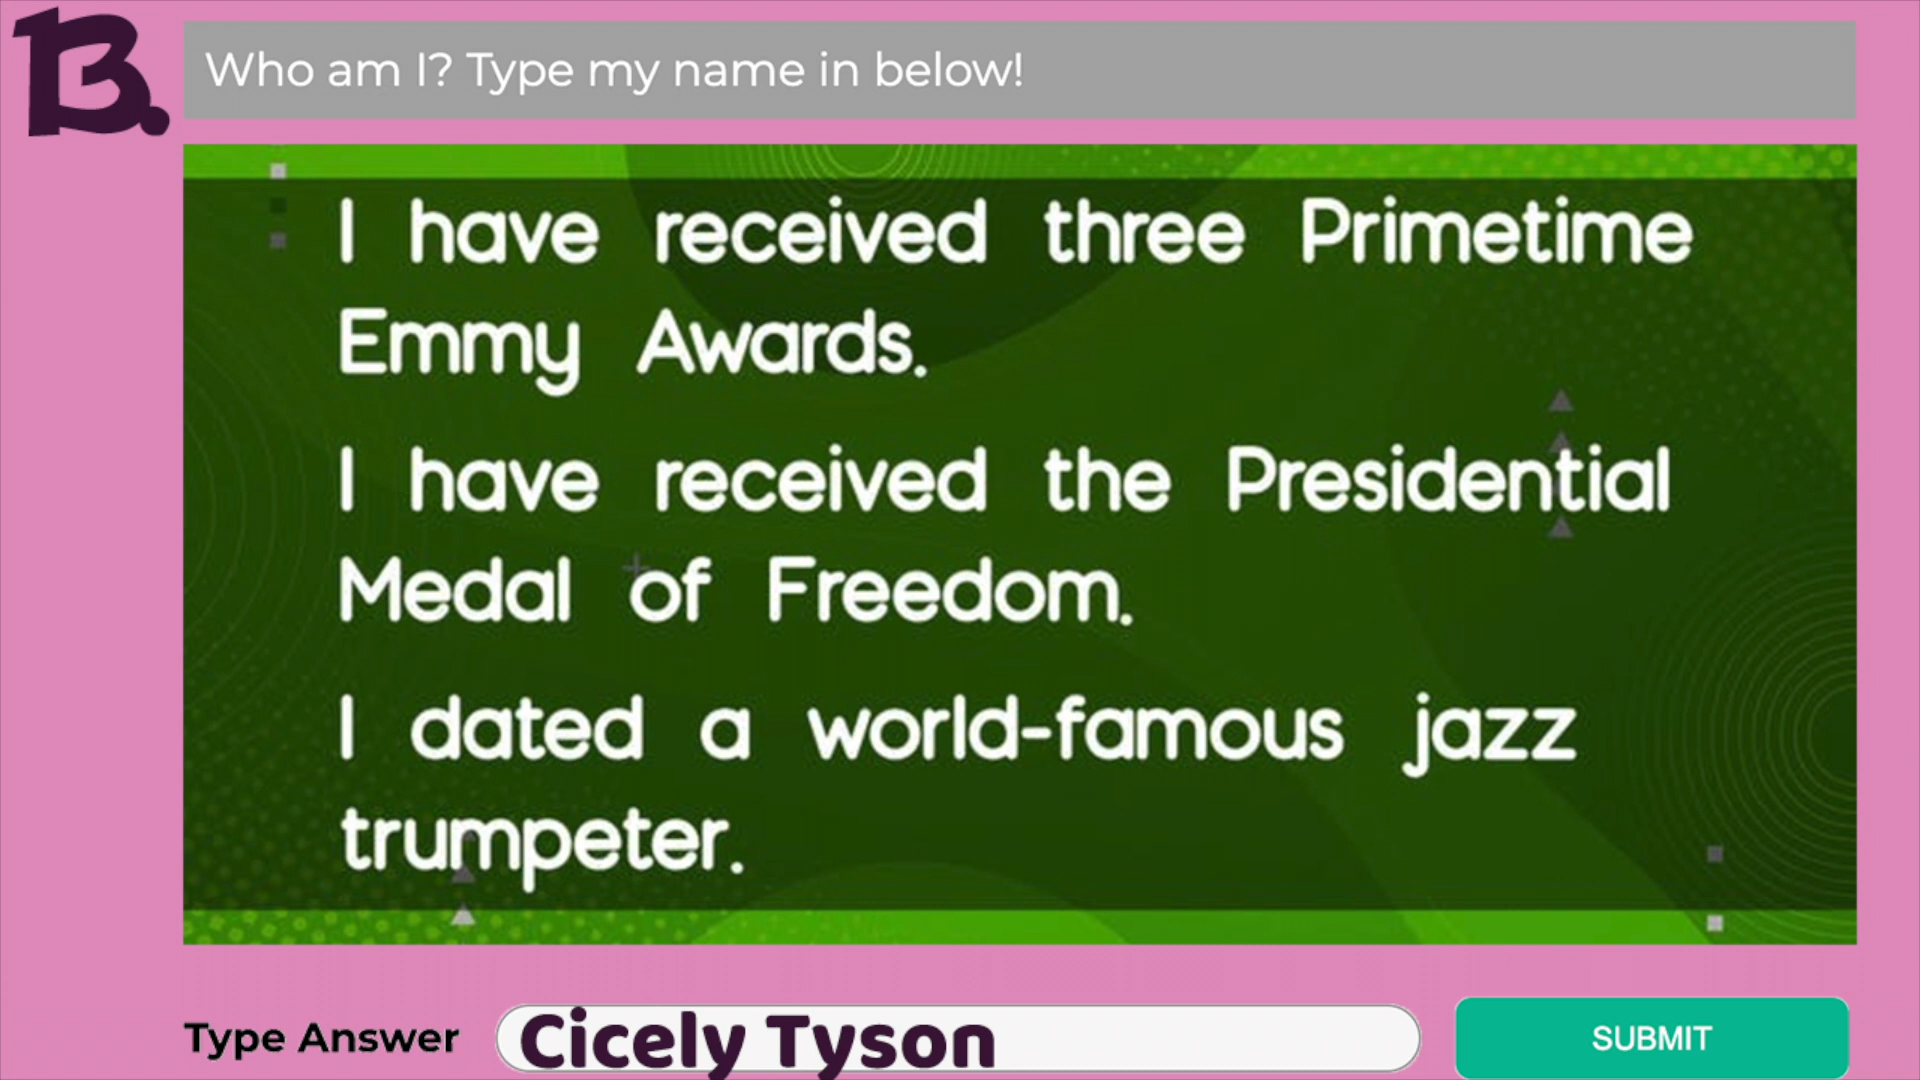 13.
Who am I? Type my name in below!
I have received three Primetime
Emmy Awards.
I have received the Presidential
Medal of Freedom.
I dated a world-famous jazz
trumpeter.
Type Answer
Cicely Tyson
SUBMIT